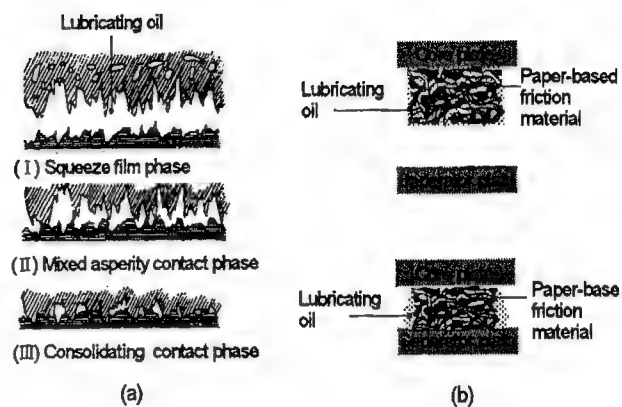 Lubricating oil
(Ⅰ) Squeeze film phase
(Ⅱ) Mixed asperity contact phase
(Ⅲ) Consolidating contact phase
(a)
Lubricating
oil
Paper-based
friction
material
Lubricating
oil
Paper-base
friction
material
(b)